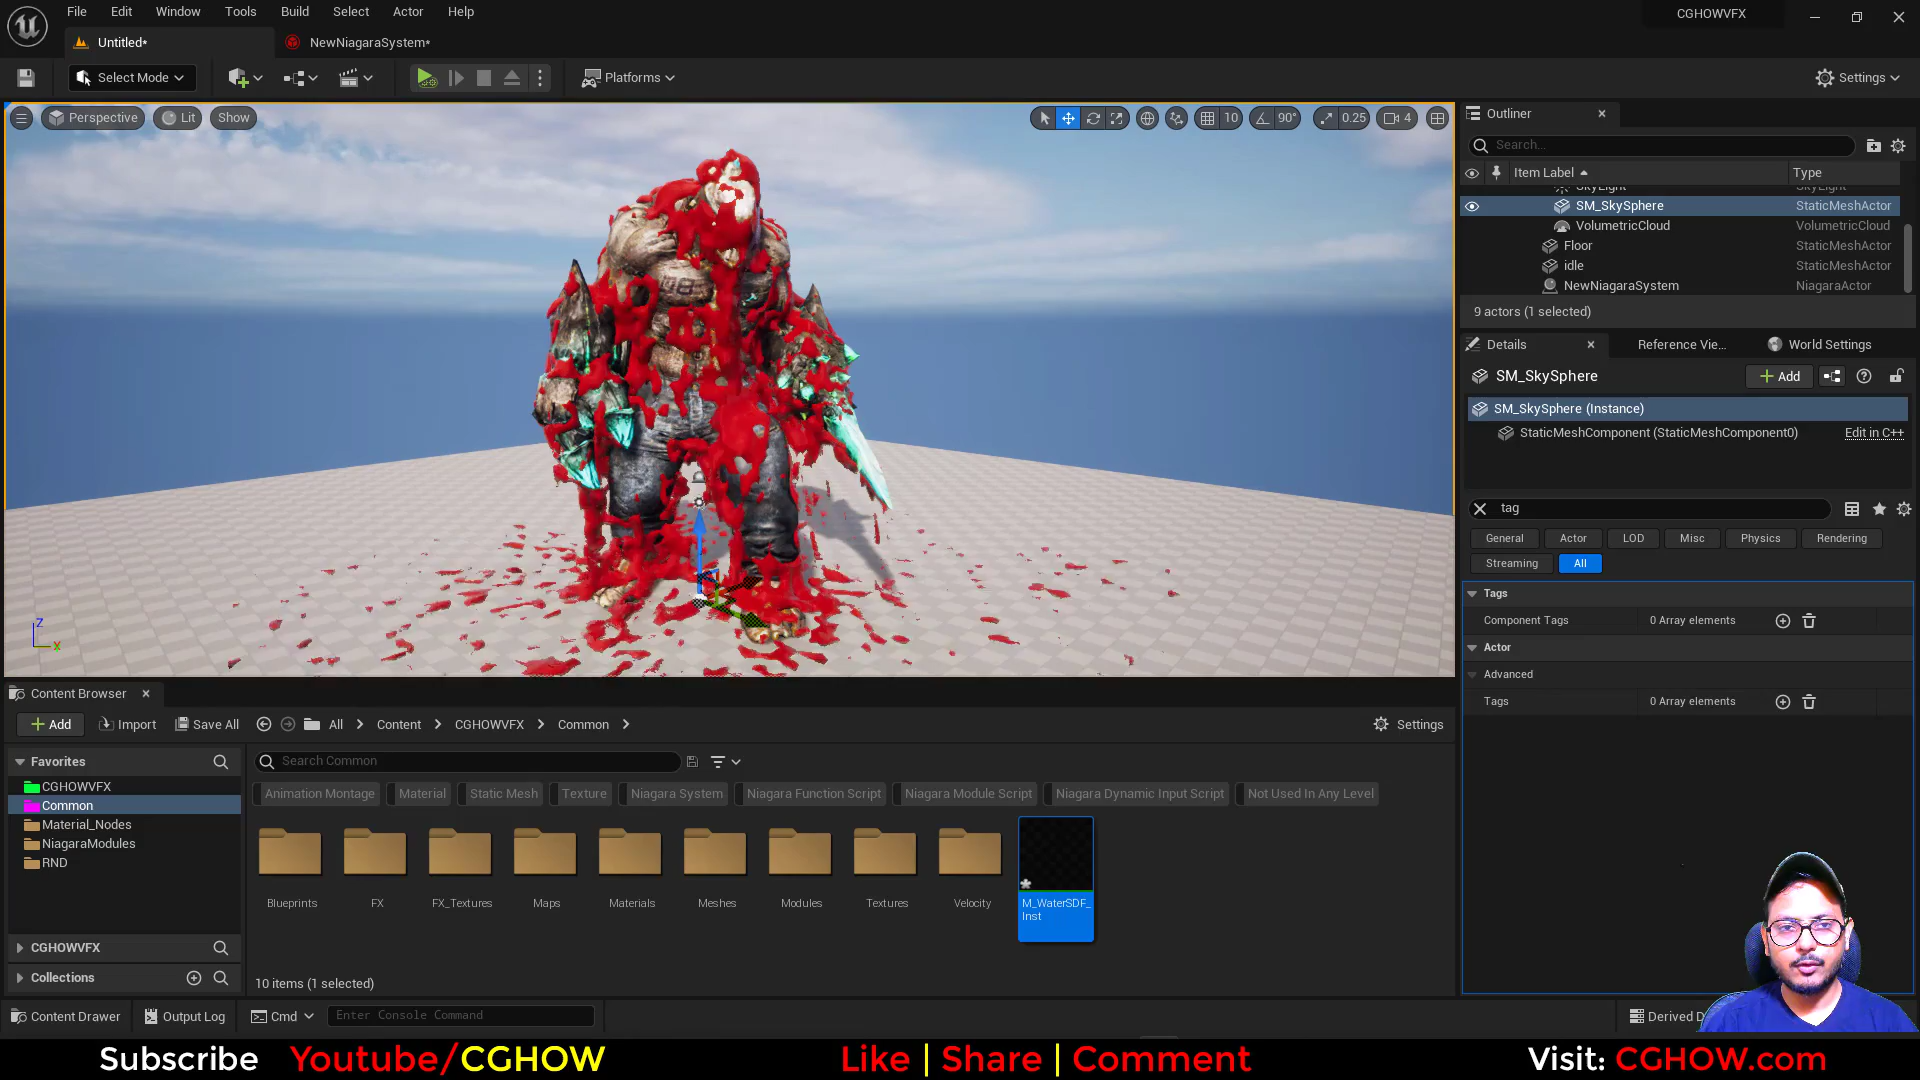 File Edit Window Tools Build Select Actor Help
CGHOWVFX
Untitled*
NewNiagaraSystem*
Select Mode
Platforms
Settings
Perspective
Lit
Show
10
90°
0.25
4
Z
X
Outliner
Search...
Item Label
Type
SkyLight
SkyLight
SM_SkySphere
StaticMeshActor
VolumetricCloud
VolumetricCloud
Floor
StaticMeshActor
idle
StaticMeshActor
NewNiagaraSystem
NiagaraActor
9 actors (1 selected)
Details
Reference Vie...
World Settings
SM_SkySphere
Add
SM_SkySphere (Instance)
StaticMeshComponent (StaticMeshComponent0)
Edit in C++
tag
General
Actor
LOD
Misc
Physics
Rendering
Streaming
All
Tags
Component Tags
0 Array elements
Actor
Advanced
Tags
0 Array elements
Content Browser
Add
Import
Save All
All
Content
CGHOWVFX
Common
Settings
Favorites
CGHOWVFX
Common
Material_Nodes
NiagaraModules
RND
CGHOWVFX
Collections
Search Common
Animation Montage
Material
Static Mesh
Texture
Niagara System
Niagara Function Script
Niagara Module Script
Niagara Dynamic Input Script
Not Used In Any Level
Blueprints
FX
FX_Textures
Maps
Materials
Meshes
Modules
Textures
Velocity
M_WaterSDF_
Inst
10 items (1 selected)
Content Drawer
Output Log
Cmd
Enter Console Command
Derived D
Subscribe Youtube/CGHOW
Like | Share | Comment
Visit: CGHOW.com